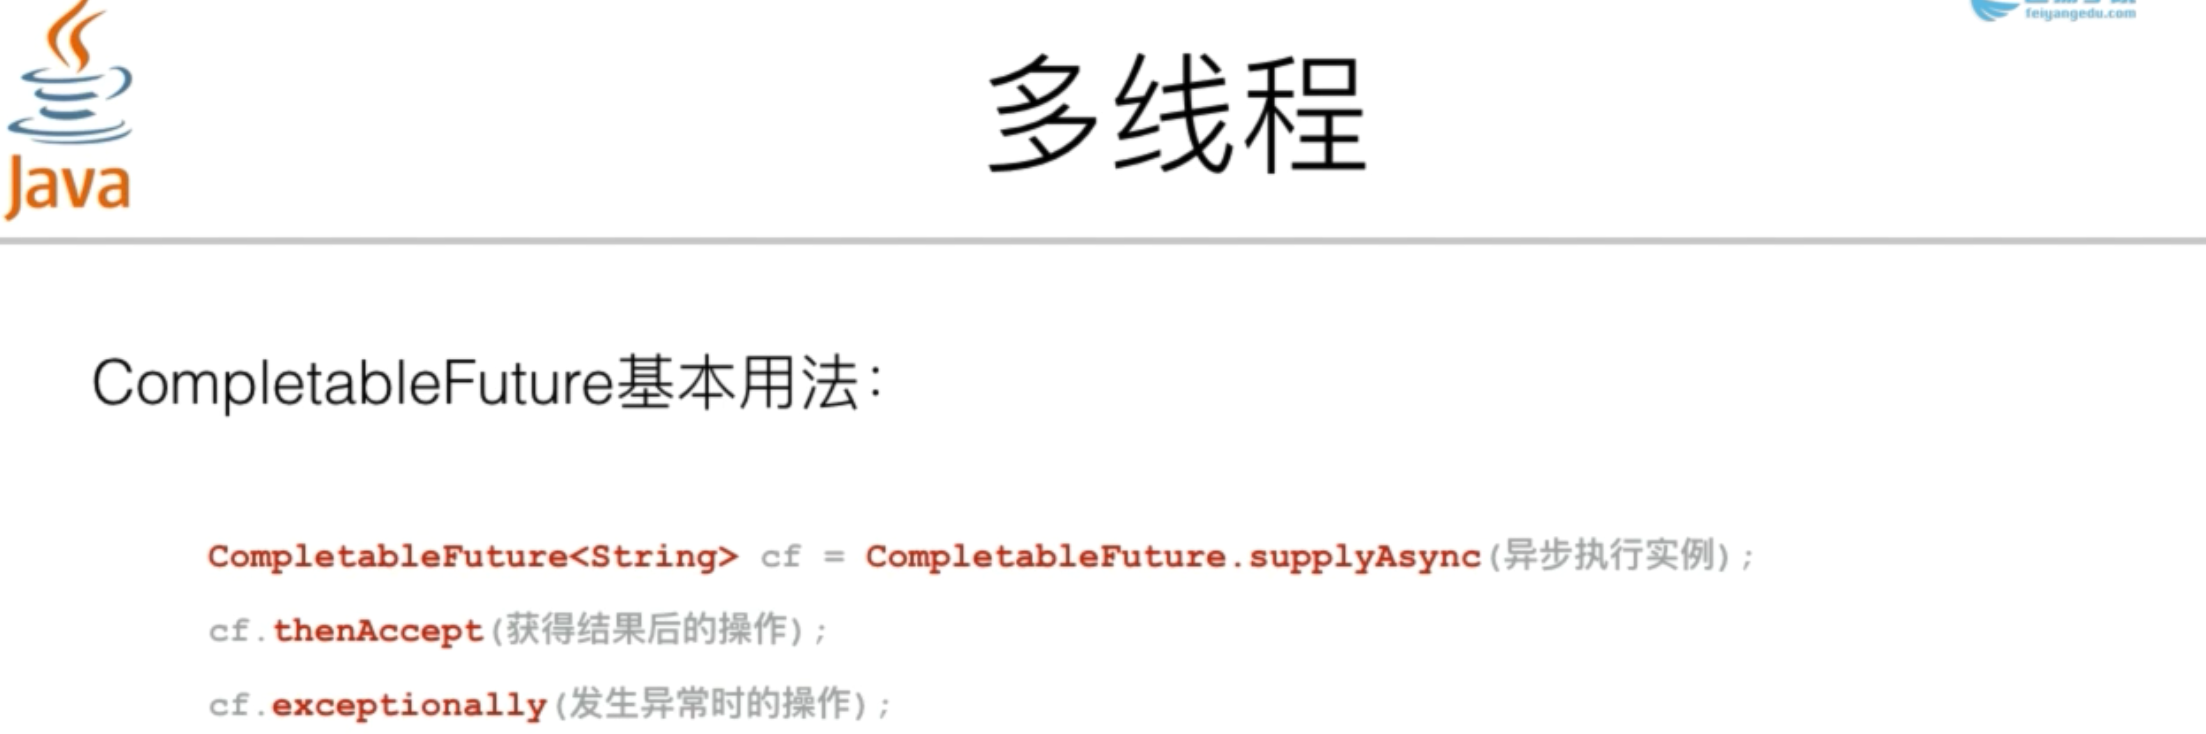 feiyangedu.com
多线程
Java
CompletableFuture基本用法:
CompletableFuture<String> cf = CompletableFuture.supplyAsync(异步执行实例);
cf.thenAccept(获得结果后的操作);
cf.exceptionally(发生异常时的操作);